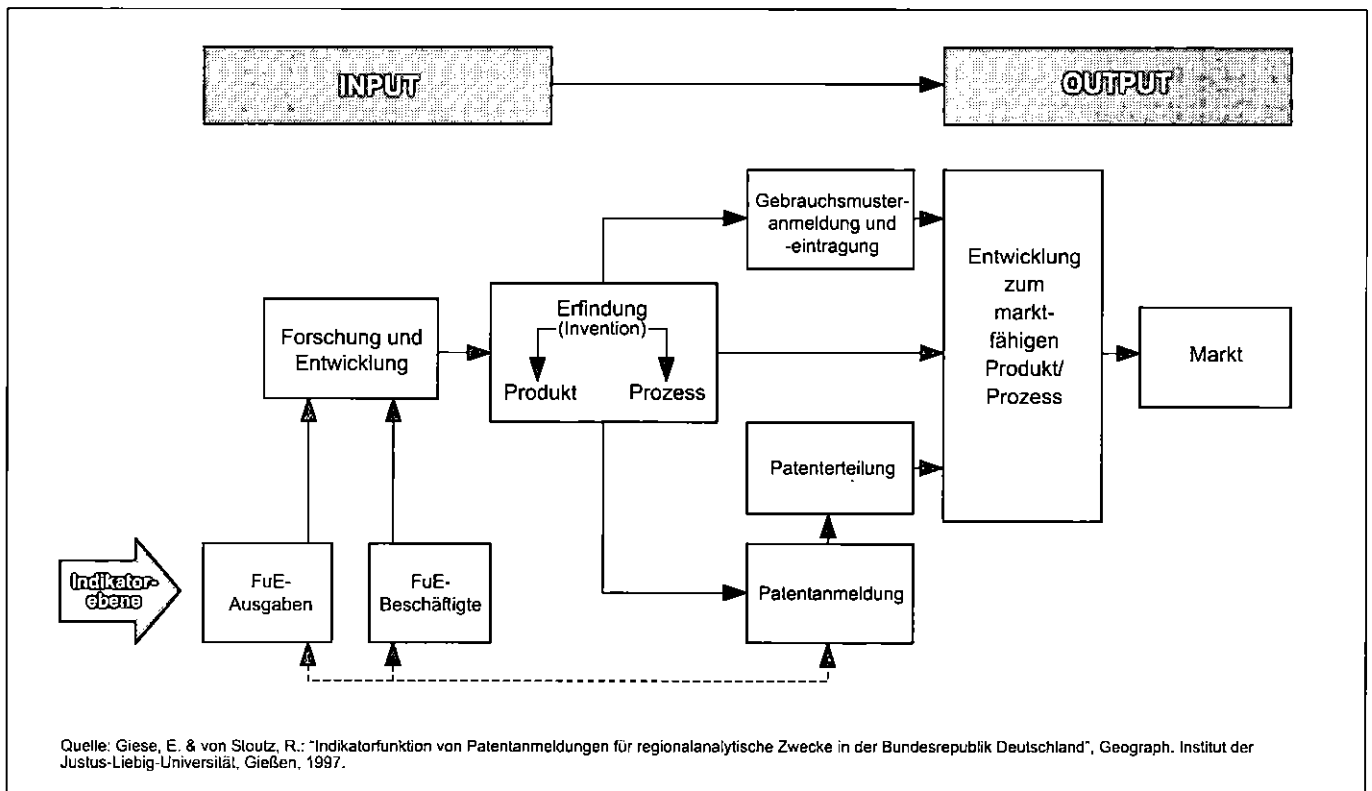 INPUT
OUTPUT
Gebrauchsmuster-
anmeldung und
-eintragung
Entwicklung
zum
markt-
fähigen
Produkt/
Prozess
Markt
Erfindung
(Invention)
Produkt
Prozess
Forschung und
Entwicklung
Patenterteilung
Patentanmeldung
Indikator-
ebene
FuE-
Ausgaben
FuE-
Beschäftigte
Quelle: Giese, E. & von Stoutz, R.: "Indikatorfunktion von Patentanmeldungen für regionalanalytische Zwecke in der Bundesrepublik Deutschland", Geograph. Institut der
Justus-Liebig-Universität, Gießen, 1997.